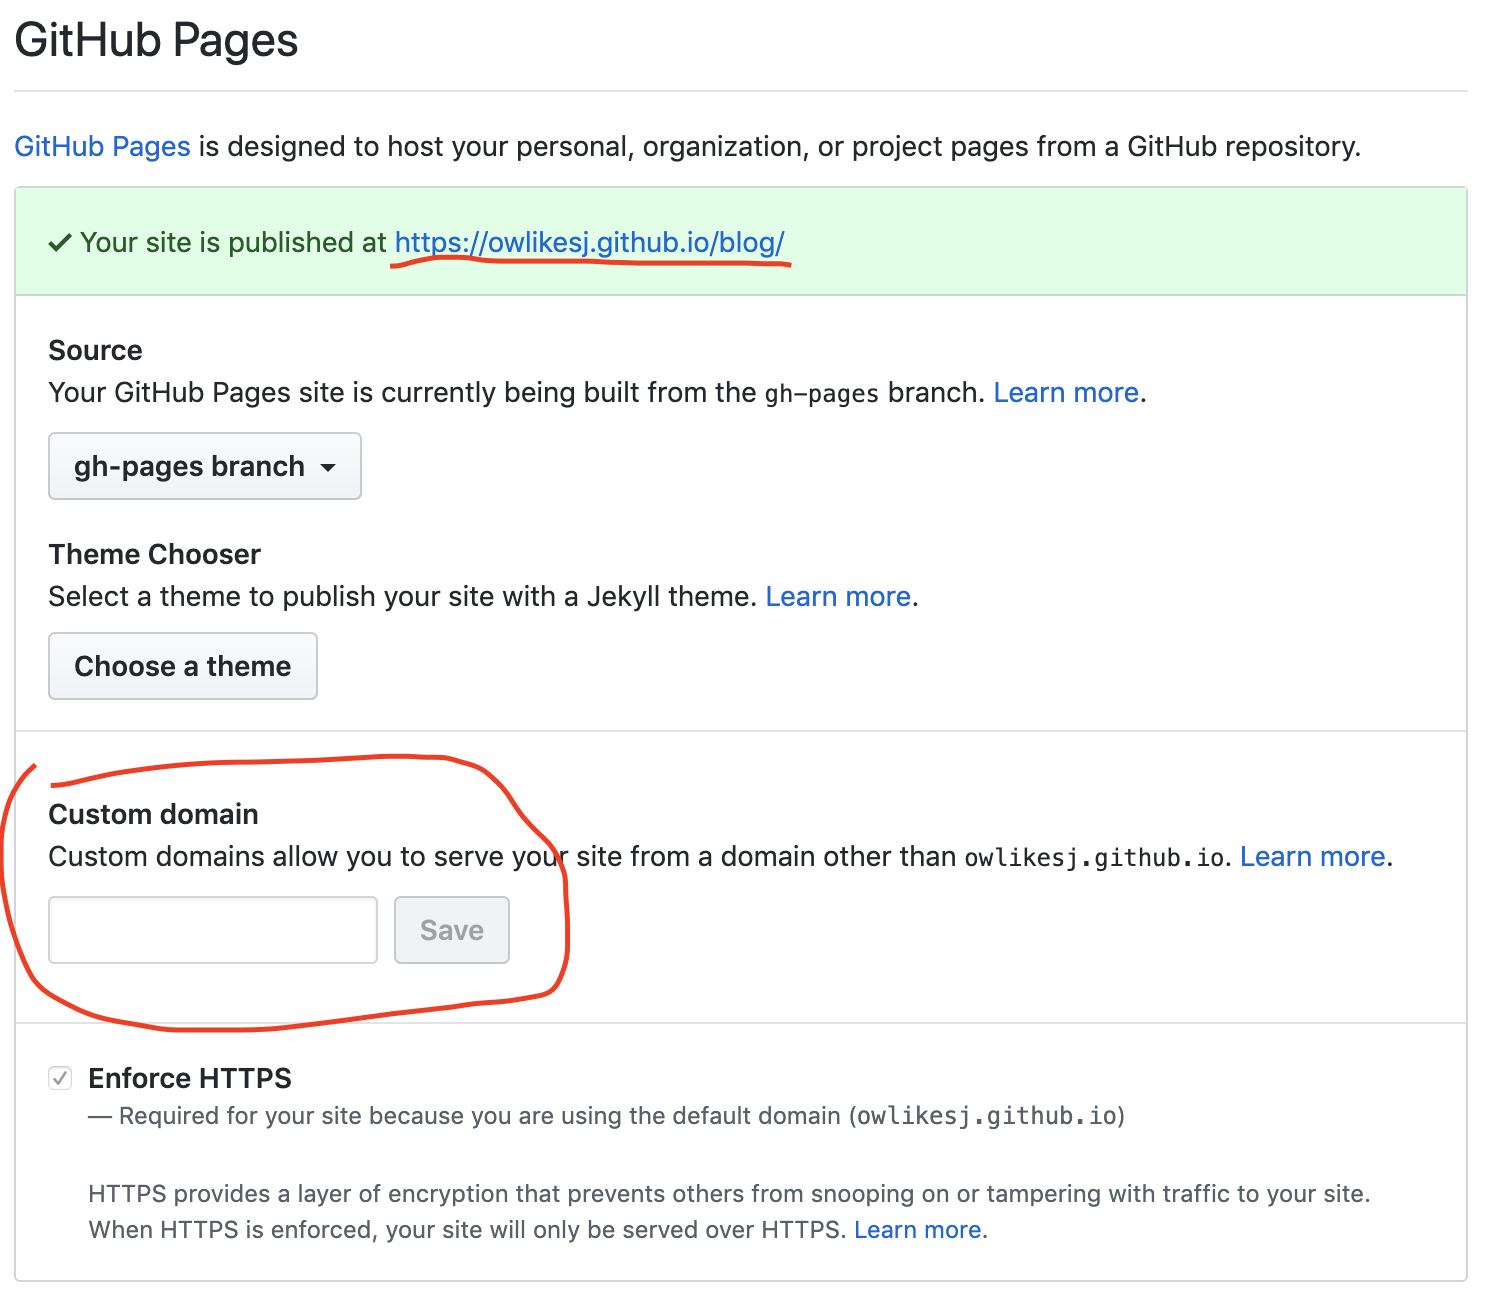 GitHub Pages
GitHub Pages is designed to host your personal, organization, or project pages from a GitHub repository.
Your site is published at https://owlikesj.github.io/blog/
Source
Your GitHub Pages site is currently being built from the gh-pages branch. Learn more.
gh-pages branch
Theme Chooser
Select a theme to publish your site with a Jekyll theme. Learn more.
Choose a theme
Custom domain
Custom domains allow you to serve your site from a domain other than owlikesj.github.io. Learn more.
Save
Enforce HTTPS
— Required for your site because you are using the default domain (owlikesj.github.io)
HTTPS provides a layer of encryption that prevents others from snooping on or tampering with traffic to your site.
When HTTPS is enforced, your site will only be served over HTTPS. Learn more.